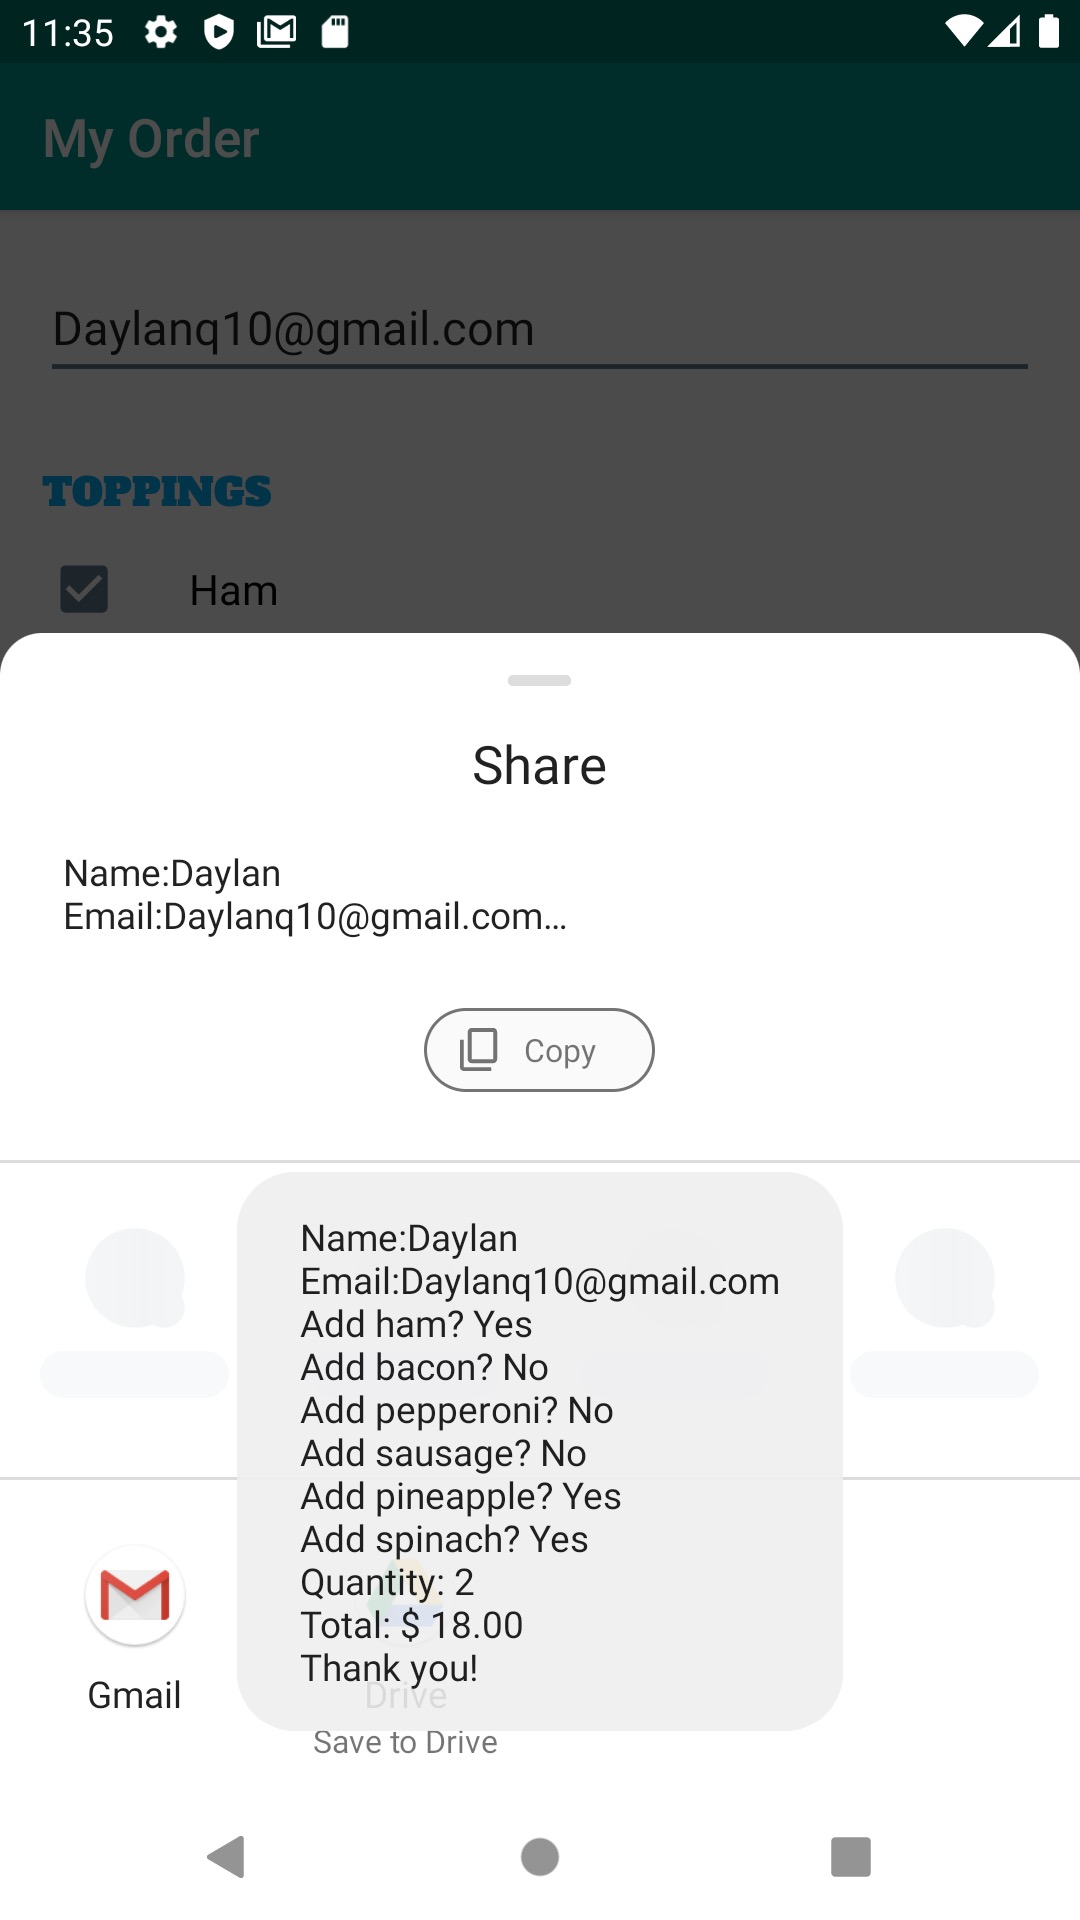 11:35
My Order
Daylanq10@gmail.com
TOPPINGS
Ham
Share
Name:Daylan
Email:Daylanq10@gmail.com…
Copy
Name:Daylan
Email:Daylanq10@gmail.com
Add ham? Yes
Add bacon? No
Add pepperoni? No
Add sausage? No
Add pineapple? Yes
Add spinach? Yes
Quantity: 2
Total: $ 18.00
Thank you!
Gmail
Drive
Save to Drive